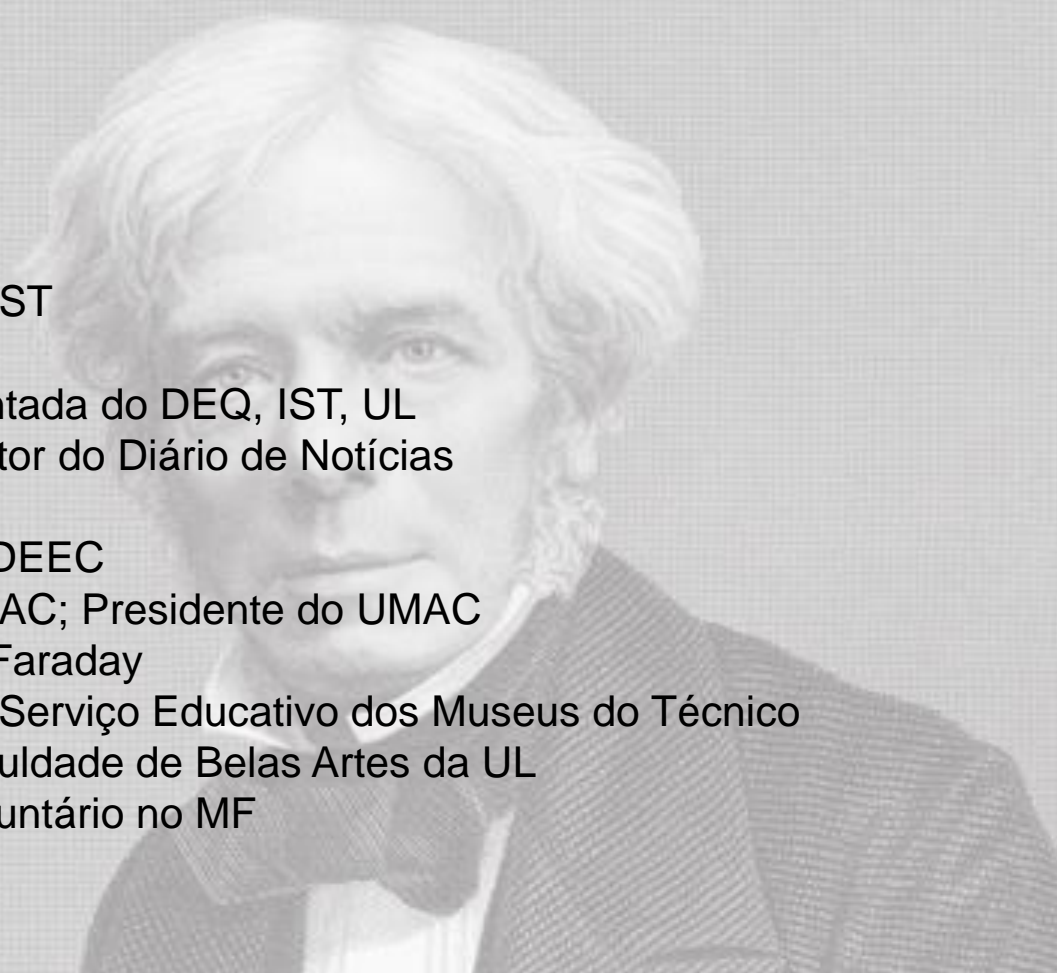 ST
ntada do DEQ, IST, UL
tor do Diário de Notícias
DEEC
AC; Presidente do UMAC
Faraday
Serviço Educativo dos Museus do Técnico
uldade de Belas Artes da UL
untário no MF